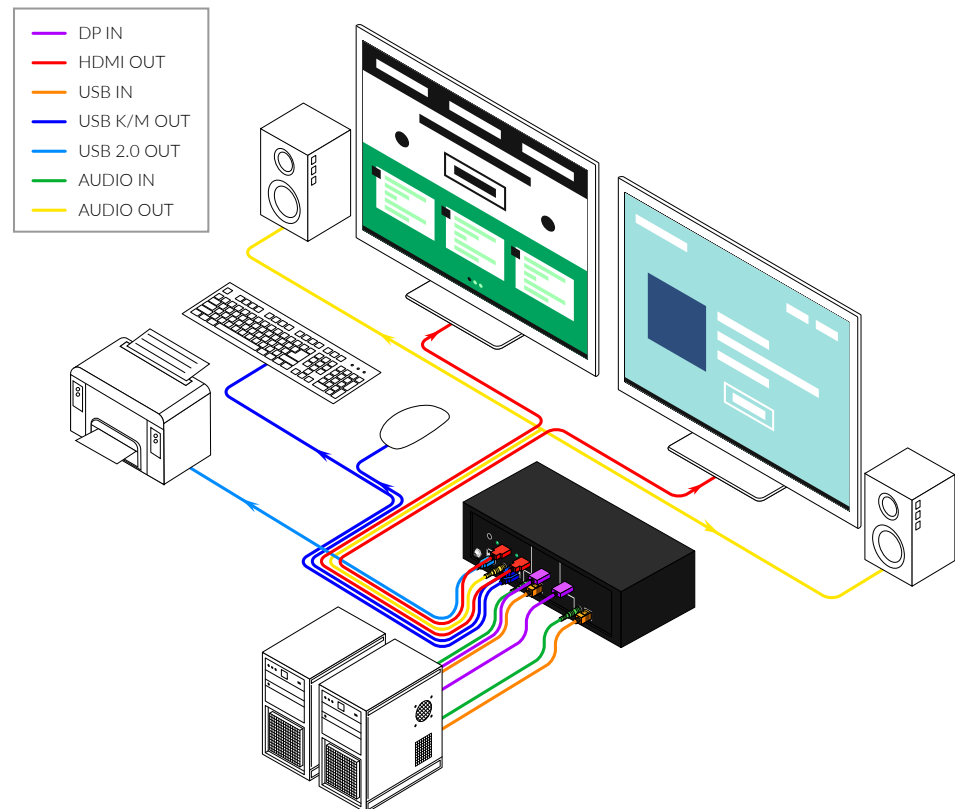 DP IN
HDMI OUT
USB IN
USB K/M OUT
USB 2.0 OUT
AUDIO IN
AUDIO OUT